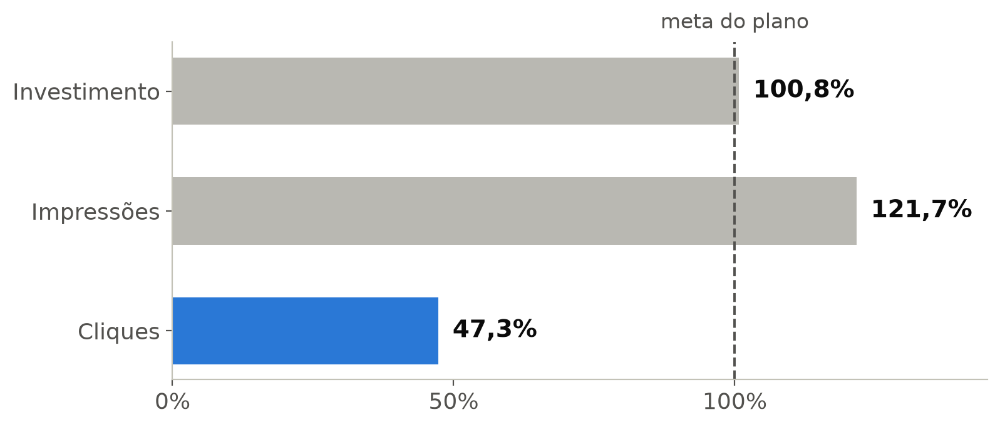 meta do plano
Investimento 100,8%
Impressões 121,7%
Cliques 47,3%
0% 50% 100%